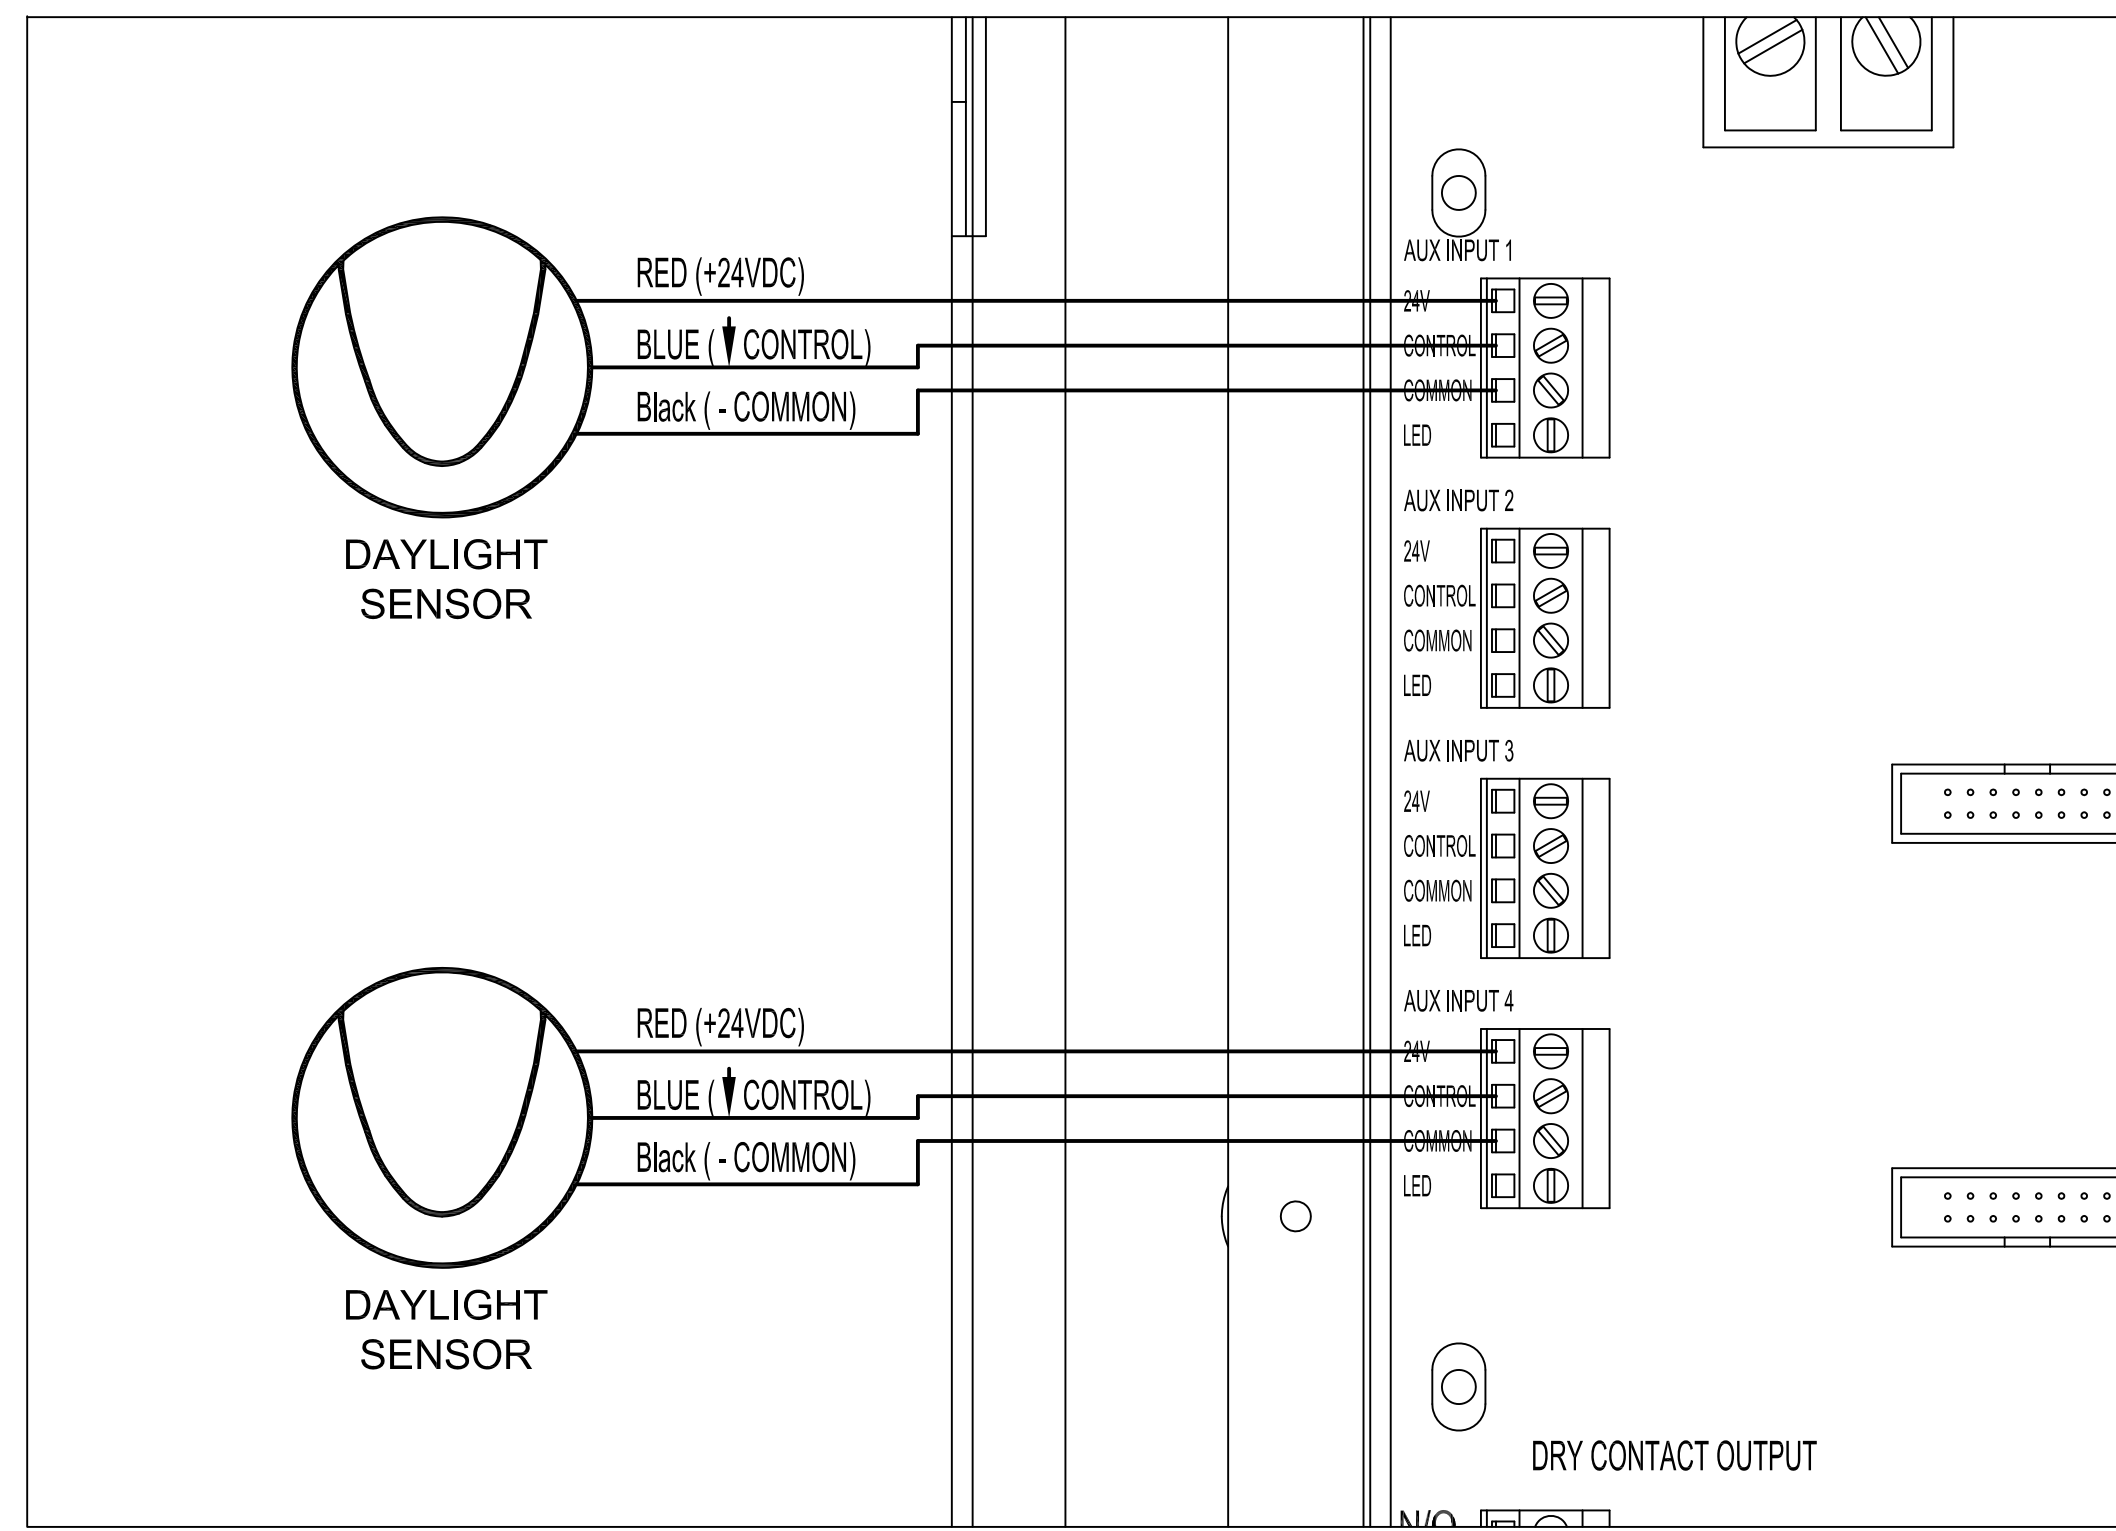 RED (+24VDC)
BLUE ( CONTROL)
Black ( - COMMON)
DAYLIGHT
SENSOR
AUX INPUT 1
24V
CONTROL
COMMON
LED
AUX INPUT 2
24V
CONTROL
COMMON
LED
AUX INPUT 3
24V
CONTROL
COMMON
LED
RED (+24VDC)
BLUE ( CONTROL)
Black ( - COMMON)
DAYLIGHT
SENSOR
AUX INPUT 4
24V
CONTROL
COMMON
LED
DRY CONTACT OUTPUT
N/O